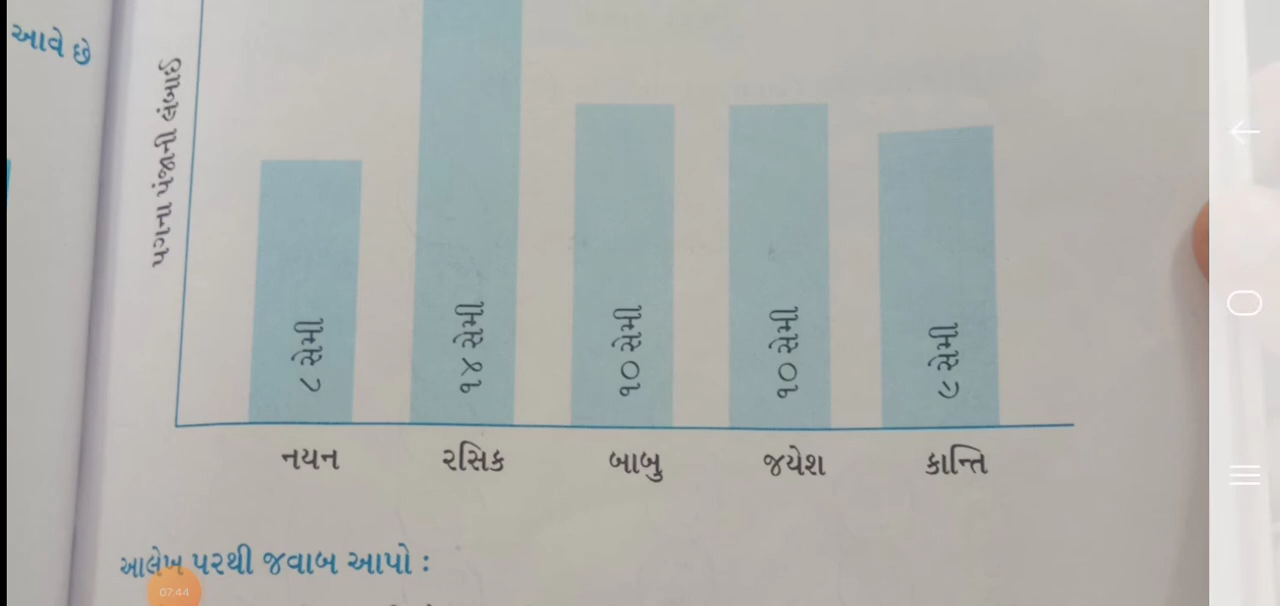 આવે છે
પગના પંજાની લંબાઈ
૮ સેમી
૧૪ સેમી
૧૦ સેમી
૧૦ સેમી
૯ સેમી
નયન રસિક બાબુ જયેશ કાન્તિ
આલેખ પરથી જવાબ આપો :
07:44